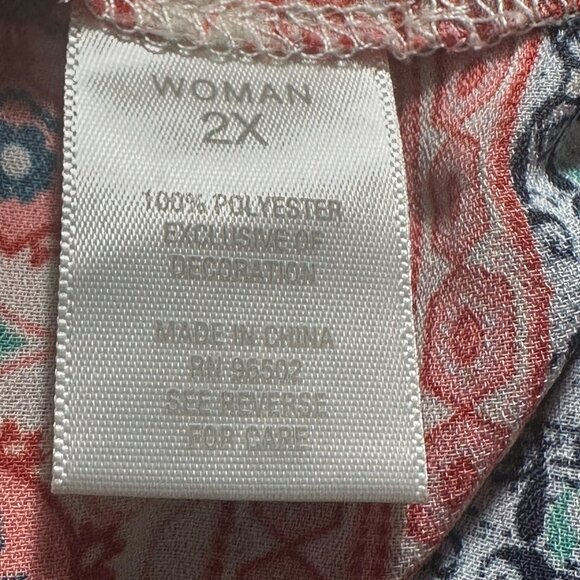 WOMAN
2X
100% POLYESTER
EXCLUSIVE OF
DECORATION
MADE IN CHINA
RN 96502
SEE REVERSE
FOR CARE